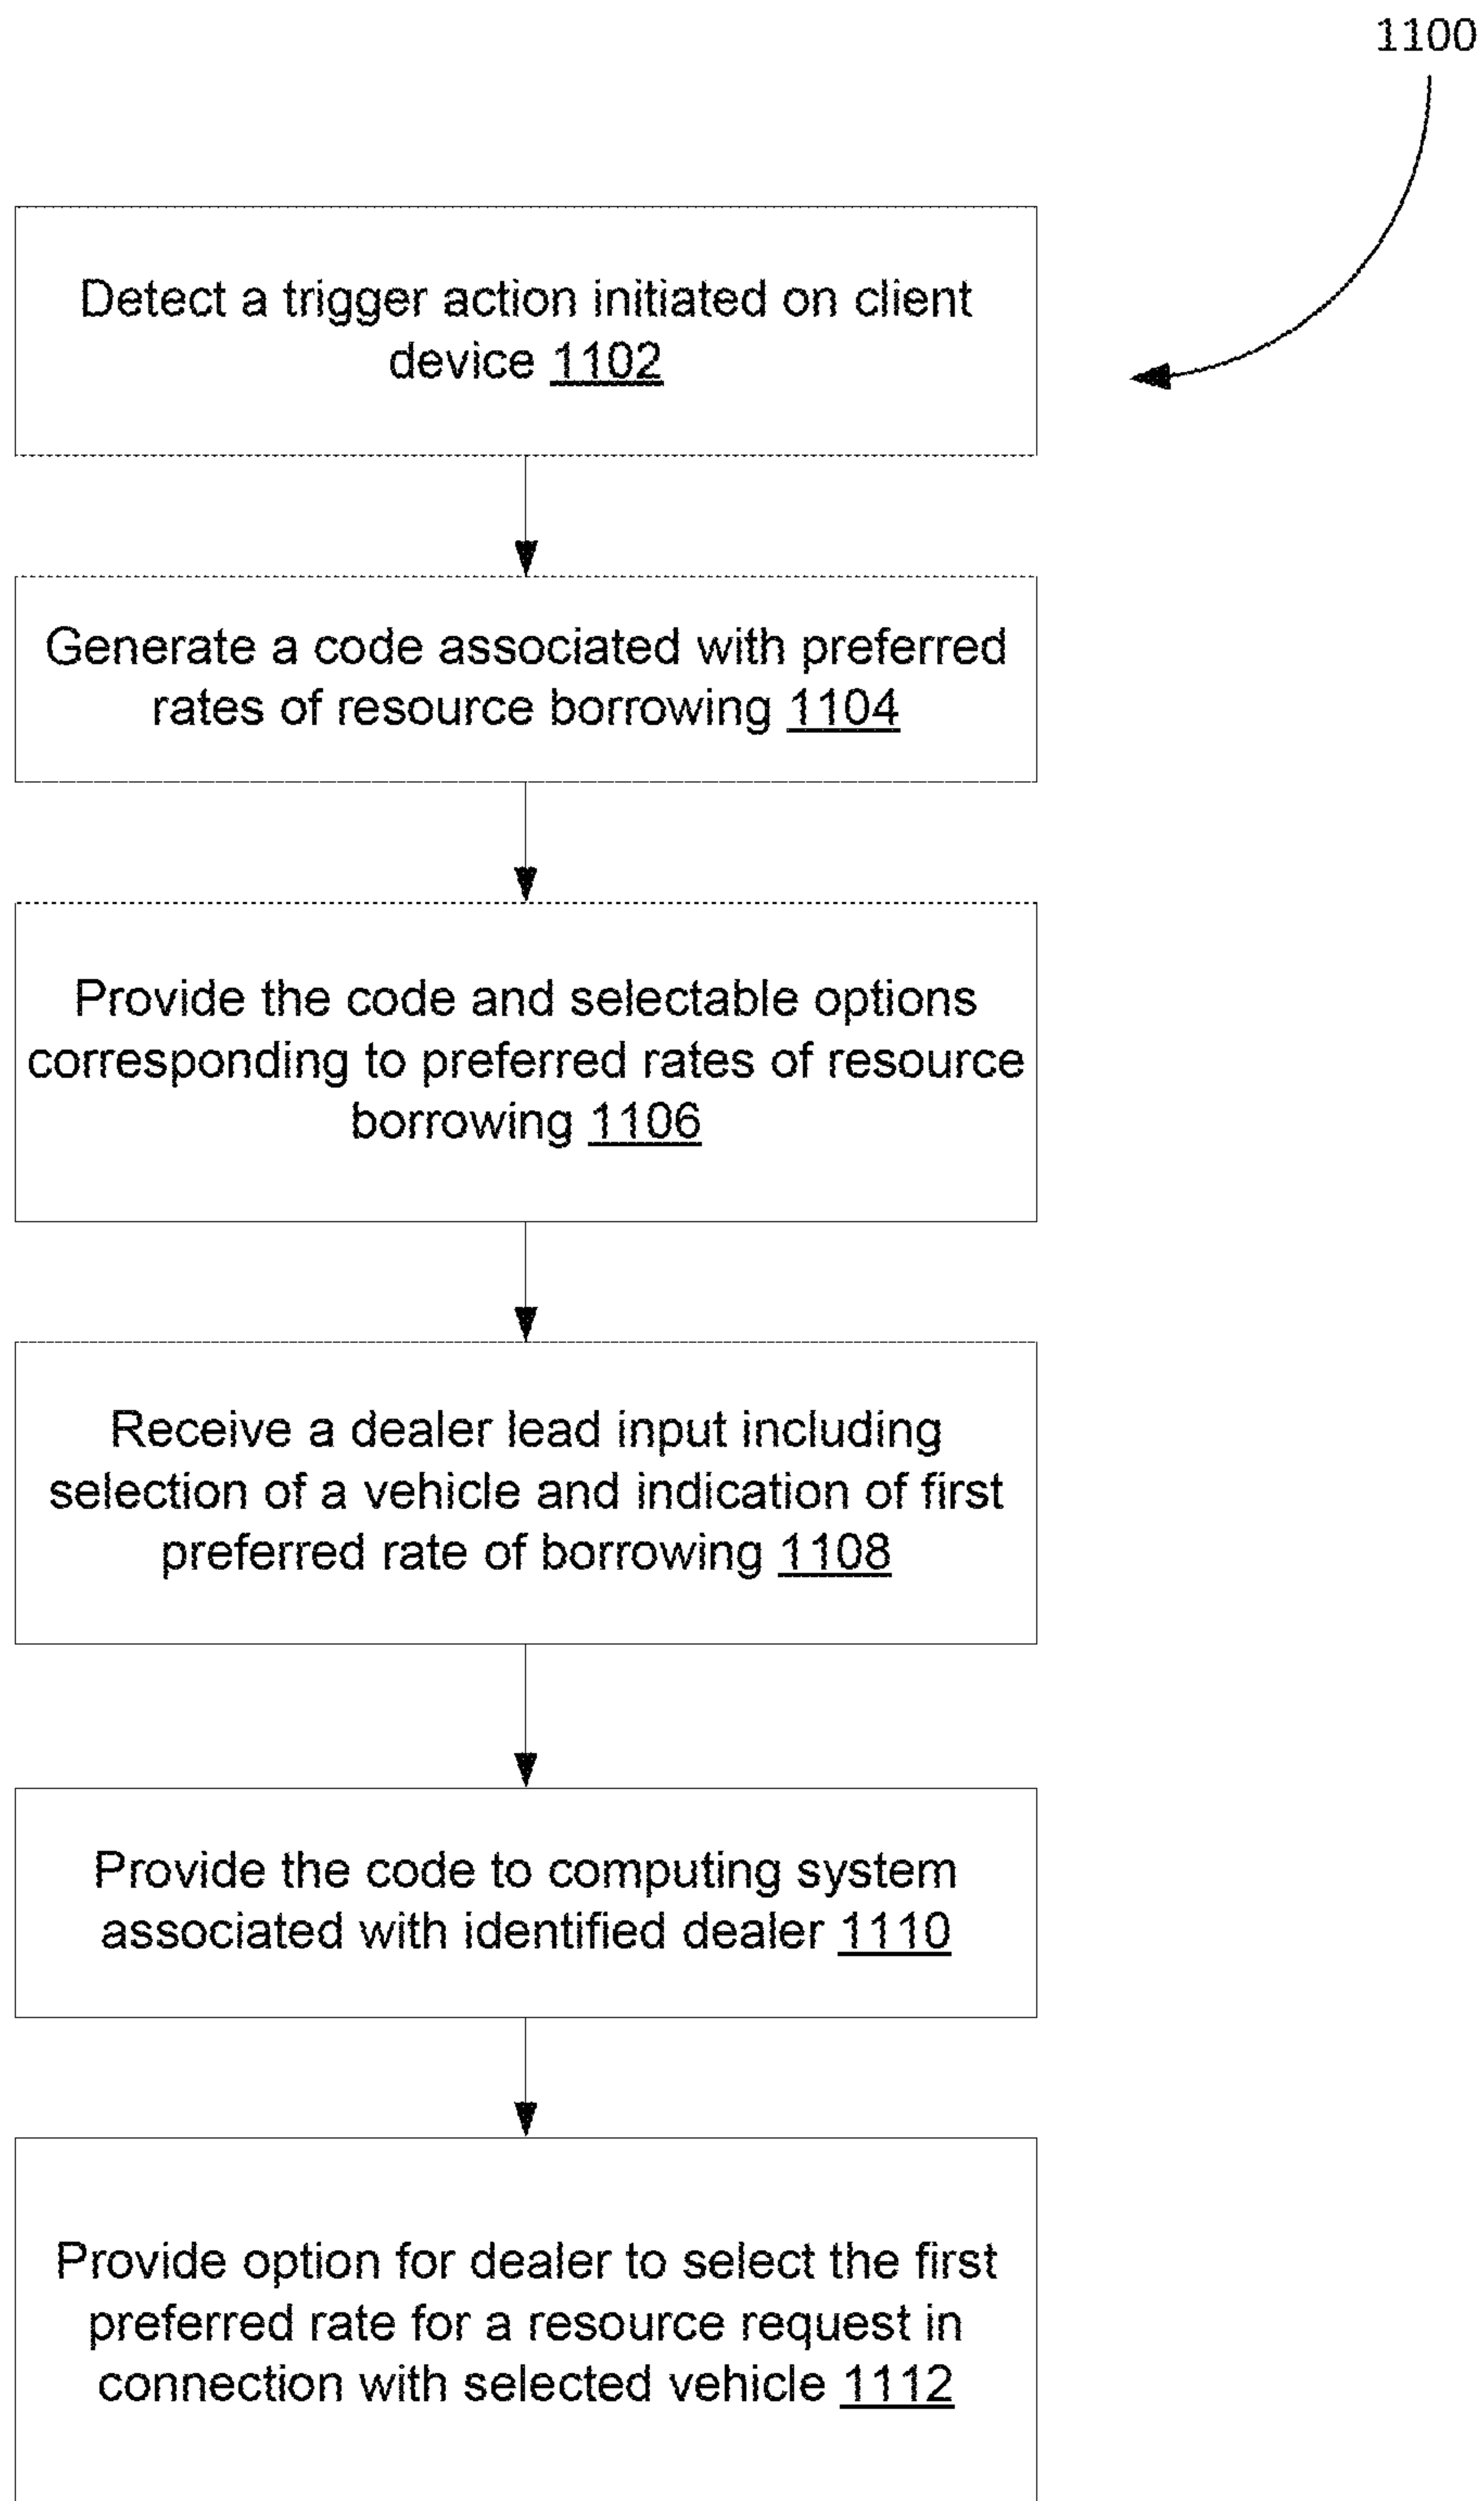 1100
Detect a trigger action initiated on client
device 1102
Generate a code associated with preferred
rates of resource borrowing 1104
Provide the code and selectable options
corresponding to preferred rates of resource
borrowing 1106
Receive a dealer lead input including
selection of a vehicle and indication of first
preferred rate of borrowing 1108
Provide the code to computing system
associated with identified dealer 1110
Provide option for dealer to select the first
preferred rate for a resource request in
connection with selected vehicle 1112